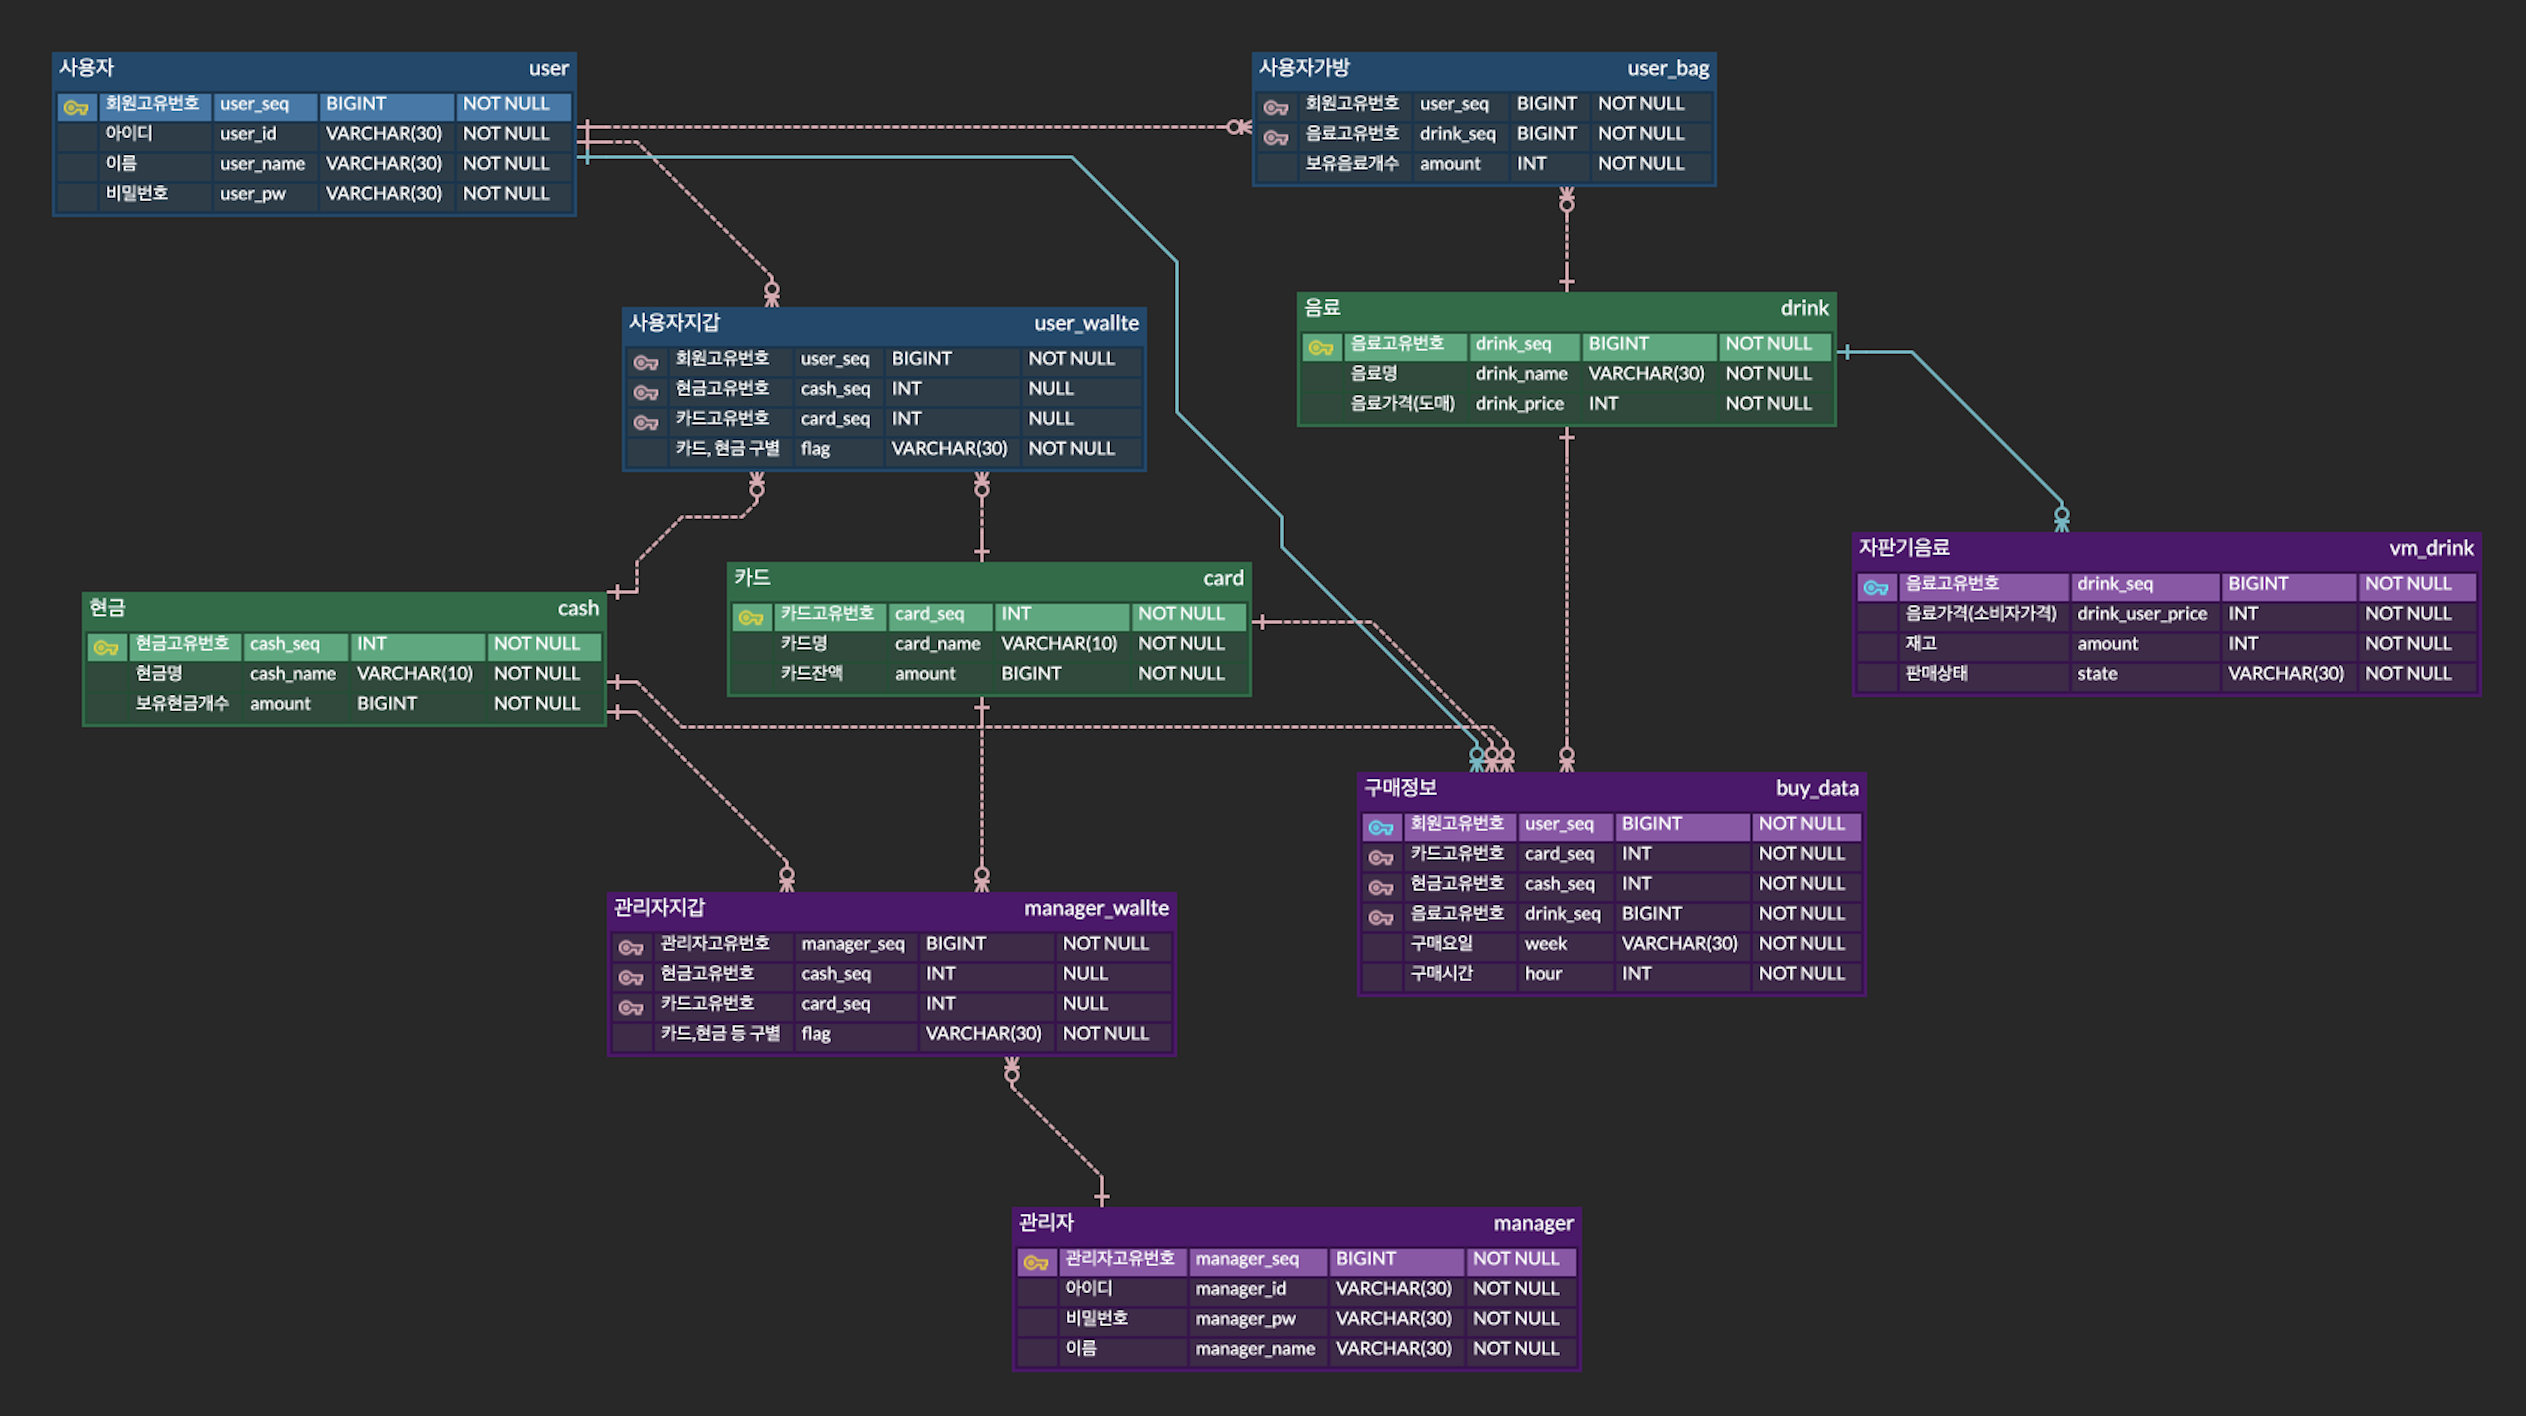 사용자 user
회원고유번호 user_seq BIGINT NOT NULL
아이디 user_id VARCHAR(30) NOT NULL
이름 user_name VARCHAR(30) NOT NULL
비밀번호 user_pw VARCHAR(30) NOT NULL
사용자가방 user_bag
회원고유번호 user_seq BIGINT NOT NULL
음료고유번호 drink_seq BIGINT NOT NULL
보유음료개수 amount INT NOT NULL
사용자지갑 user_wallte
회원고유번호 user_seq BIGINT NOT NULL
현금고유번호 cash_seq INT NULL
카드고유번호 card_seq INT NULL
카드, 현금 구별 flag VARCHAR(30) NOT NULL
음료 drink
음료고유번호 drink_seq BIGINT NOT NULL
음료명 drink_name VARCHAR(30) NOT NULL
음료가격(도매) drink_price INT NOT NULL
자판기음료 vm_drink
음료고유번호 drink_seq BIGINT NOT NULL
음료가격(소비자가격) drink_user_price INT NOT NULL
재고 amount INT NOT NULL
판매상태 state VARCHAR(30) NOT NULL
현금 cash
현금고유번호 cash_seq INT NOT NULL
현금명 cash_name VARCHAR(10) NOT NULL
보유현금개수 amount BIGINT NOT NULL
카드 card
카드고유번호 card_seq INT NOT NULL
카드명 card_name VARCHAR(10) NOT NULL
카드잔액 amount BIGINT NOT NULL
구매정보 buy_data
회원고유번호 user_seq BIGINT NOT NULL
카드고유번호 card_seq INT NOT NULL
현금고유번호 cash_seq INT NOT NULL
음료고유번호 drink_seq BIGINT NOT NULL
구매요일 week VARCHAR(30) NOT NULL
구매시간 hour INT NOT NULL
관리자지갑 manager_wallte
관리자고유번호 manager_seq BIGINT NOT NULL
현금고유번호 cash_seq INT NULL
카드고유번호 card_seq INT NULL
카드,현금 등 구별 flag VARCHAR(30) NOT NULL
관리자 manager
관리자고유번호 manager_seq BIGINT NOT NULL
아이디 manager_id VARCHAR(30) NOT NULL
비밀번호 manager_pw VARCHAR(30) NOT NULL
이름 manager_name VARCHAR(30) NOT NULL